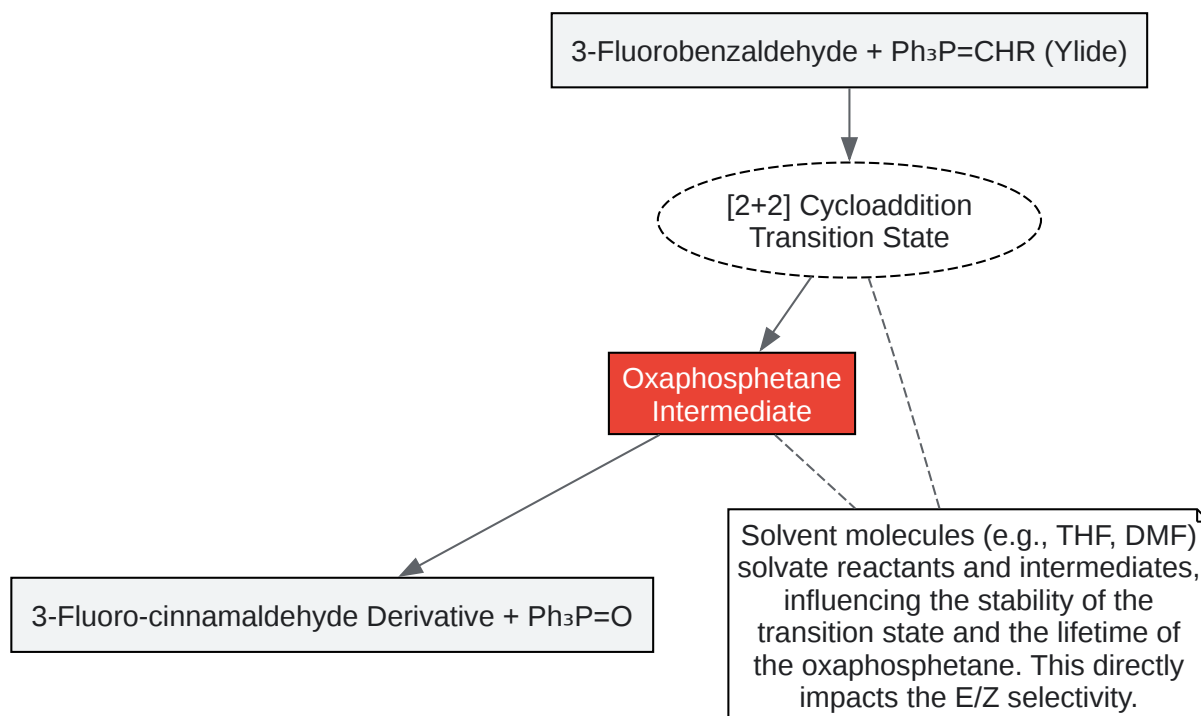 3-Fluorobenzaldehyde + Ph₃P=CHR (Ylide)
[2+2] Cycloaddition
Transition State
Oxaphosphetane
Intermediate
Solvent molecules (e.g., THF, DMF)
solvate reactants and intermediates,
influencing the stability of the
transition state and the lifetime of
the oxaphosphetane. This directly
impacts the E/Z selectivity.
3-Fluoro-cinnamaldehyde Derivative + Ph₃P=O